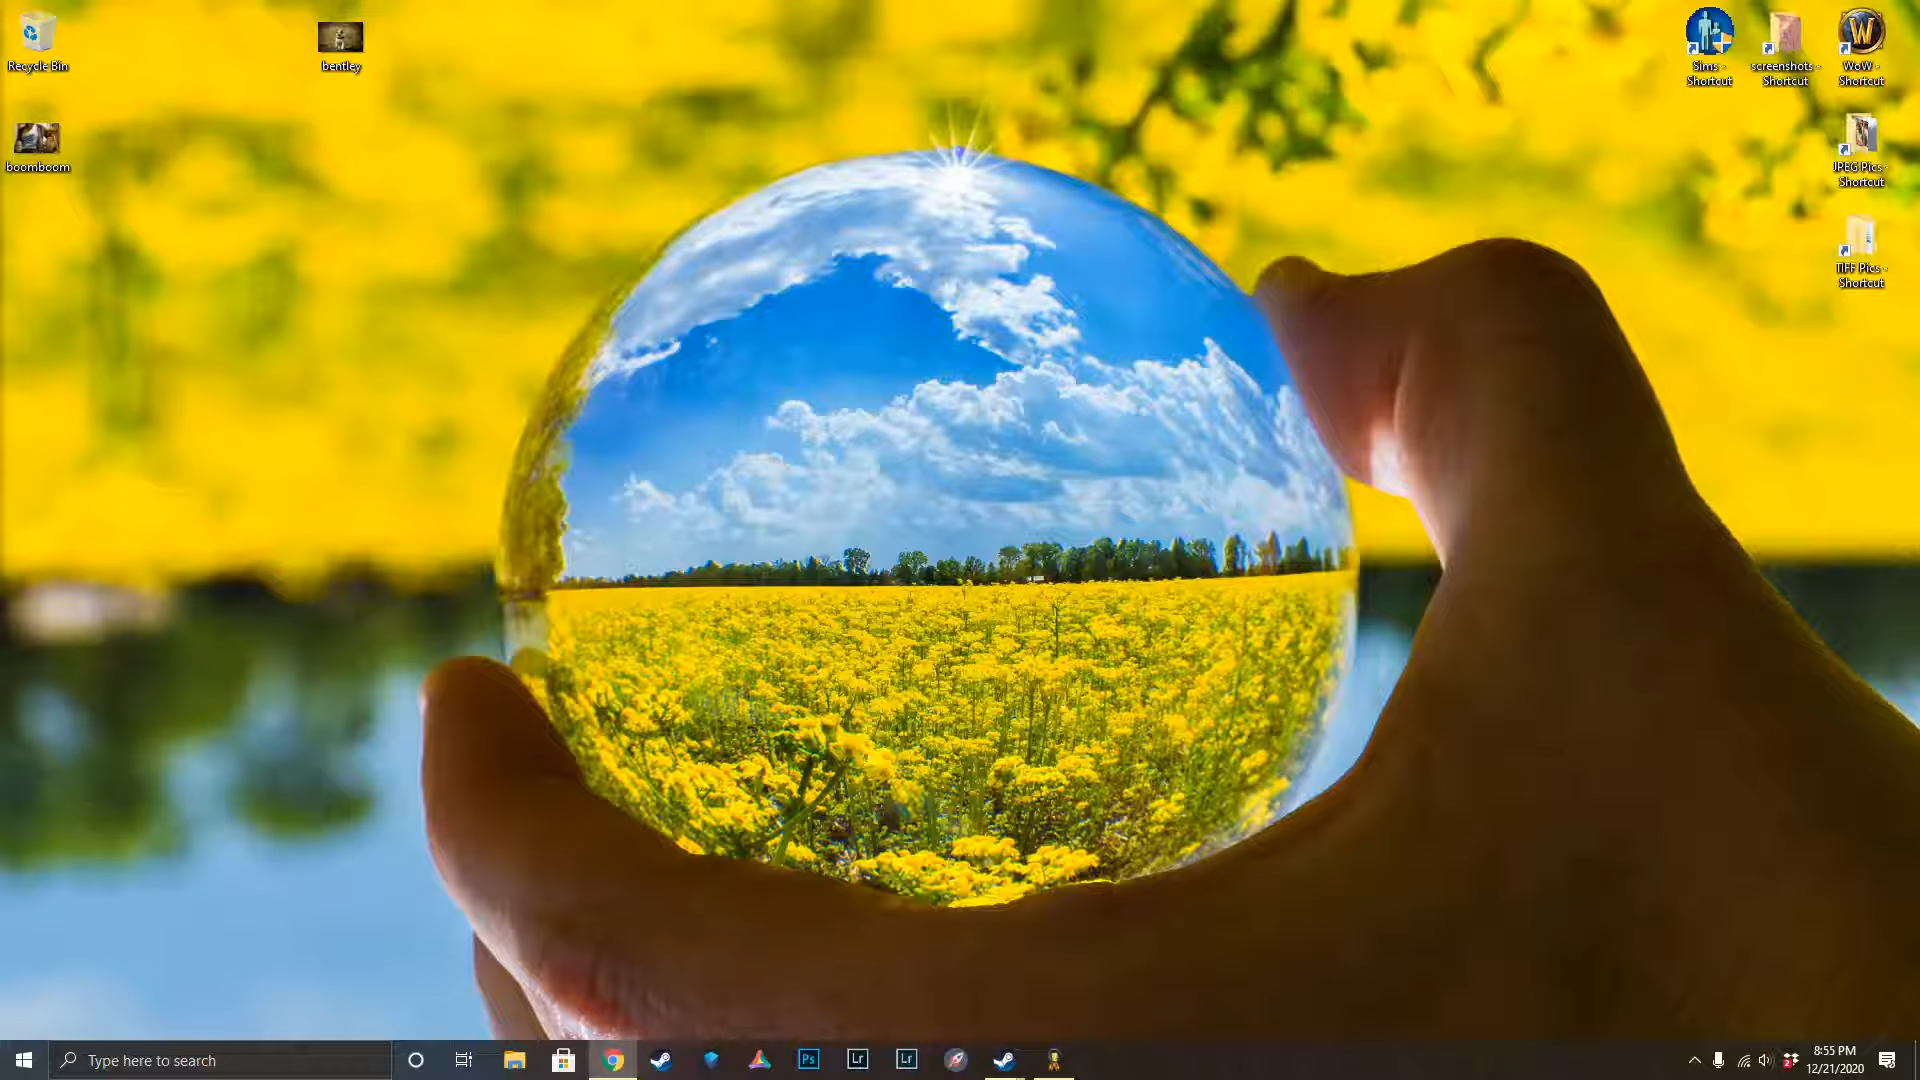 Recycle Bin
bentley
Sims - Shortcut
screenshots - Shortcut
WoW - Shortcut
boomboom
JPEG Pics - Shortcut
TIFF Pics - Shortcut
W
Type here to search
Ps
Lr
Lr
2
8:55 PM
12/21/2020